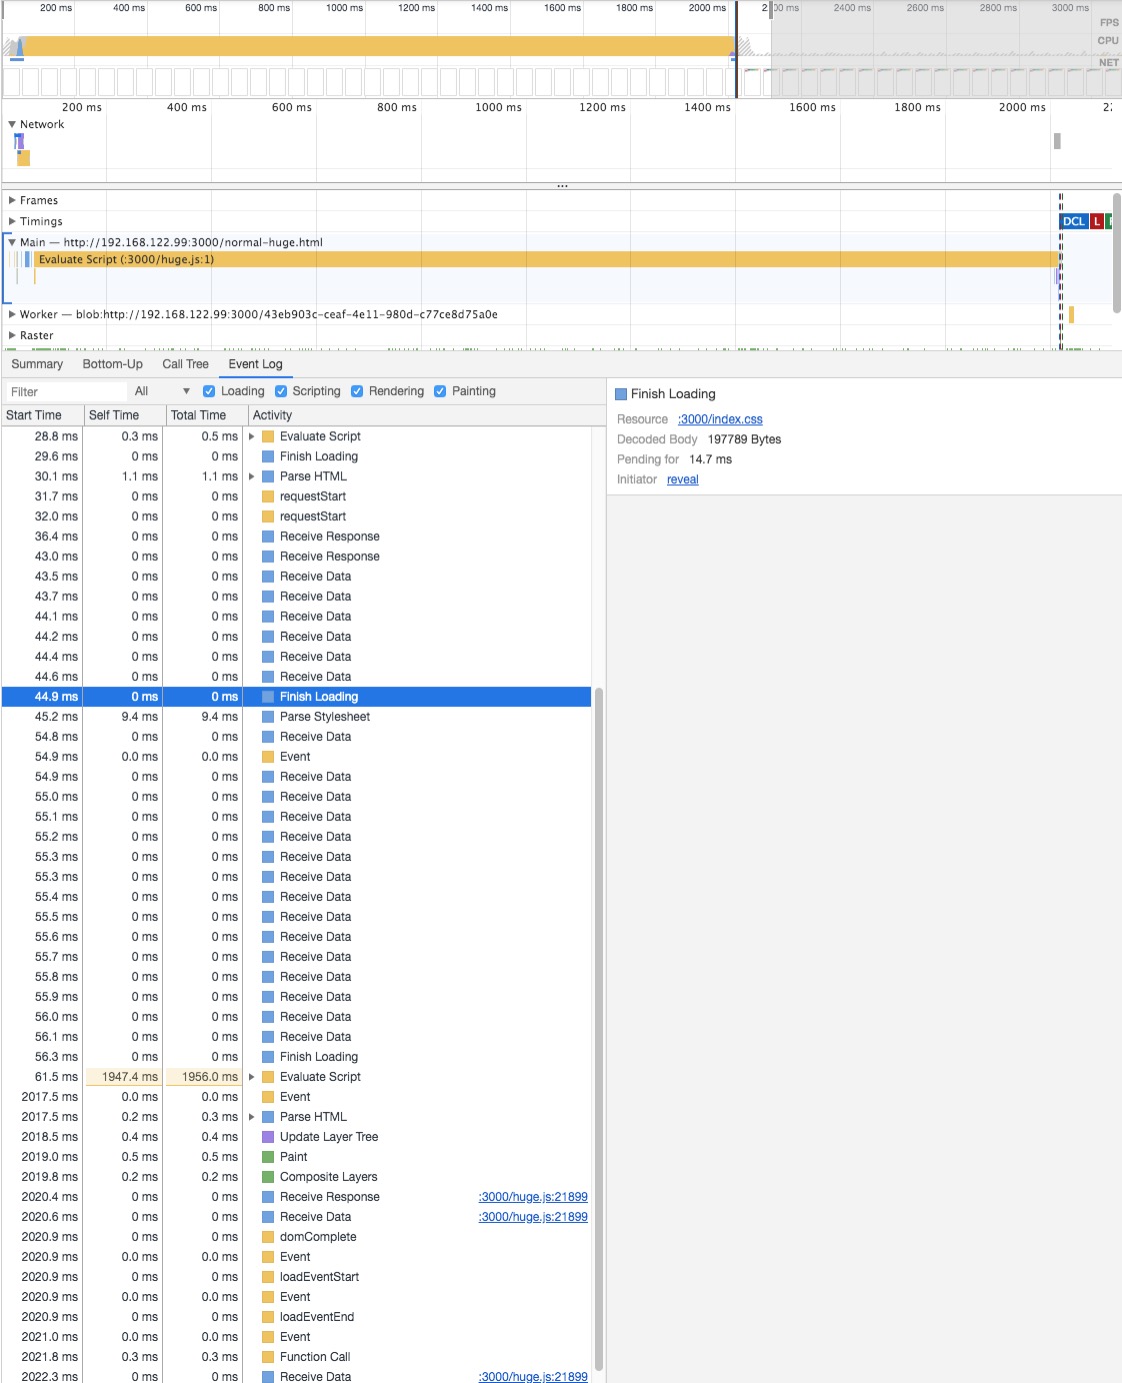 200 ms 400 ms 600 ms 800 ms 1000 ms 1200 ms 1400 ms 1600 ms 1800 ms 2000 ms 2200 ms 2400 ms 2600 ms 2800 ms 3000 ms
FPS
CPU
NET
200 ms 400 ms 600 ms 800 ms 1000 ms 1200 ms 1400 ms 1600 ms 1800 ms 2000 ms
▼ Network
...
▶ Frames
▶ Timings DCL L
▼ Main — http://192.168.122.99:3000/normal-huge.html
Evaluate Script (:3000/huge.js:1)
▶ Worker — blob:http://192.168.122.99:3000/43eb903c-ceaf-4e11-980d-c77ce8d75a0e
▶ Raster
Summary Bottom-Up Call Tree Event Log
Filter All ▼ Loading Scripting Rendering Painting
Start Time Self Time Total Time Activity
28.8 ms 0.3 ms 0.5 ms ▶ Evaluate Script
29.6 ms 0 ms 0 ms Finish Loading
30.1 ms 1.1 ms 1.1 ms ▶ Parse HTML
31.7 ms 0 ms 0 ms requestStart
32.0 ms 0 ms 0 ms requestStart
36.4 ms 0 ms 0 ms Receive Response
43.0 ms 0 ms 0 ms Receive Response
43.5 ms 0 ms 0 ms Receive Data
43.7 ms 0 ms 0 ms Receive Data
44.1 ms 0 ms 0 ms Receive Data
44.2 ms 0 ms 0 ms Receive Data
44.4 ms 0 ms 0 ms Receive Data
44.6 ms 0 ms 0 ms Receive Data
44.9 ms 0 ms 0 ms Finish Loading
45.2 ms 9.4 ms 9.4 ms Parse Stylesheet
54.8 ms 0 ms 0 ms Receive Data
54.9 ms 0.0 ms 0.0 ms Event
54.9 ms 0 ms 0 ms Receive Data
55.0 ms 0 ms 0 ms Receive Data
55.1 ms 0 ms 0 ms Receive Data
55.2 ms 0 ms 0 ms Receive Data
55.3 ms 0 ms 0 ms Receive Data
55.3 ms 0 ms 0 ms Receive Data
55.4 ms 0 ms 0 ms Receive Data
55.5 ms 0 ms 0 ms Receive Data
55.6 ms 0 ms 0 ms Receive Data
55.7 ms 0 ms 0 ms Receive Data
55.8 ms 0 ms 0 ms Receive Data
55.9 ms 0 ms 0 ms Receive Data
56.0 ms 0 ms 0 ms Receive Data
56.1 ms 0 ms 0 ms Receive Data
56.3 ms 0 ms 0 ms Finish Loading
61.5 ms 1947.4 ms 1956.0 ms ▶ Evaluate Script
2017.5 ms 0.0 ms 0.0 ms Event
2017.5 ms 0.2 ms 0.3 ms ▶ Parse HTML
2018.5 ms 0.4 ms 0.4 ms Update Layer Tree
2019.0 ms 0.5 ms 0.5 ms Paint
2019.8 ms 0.2 ms 0.2 ms Composite Layers
2020.4 ms 0 ms 0 ms Receive Response :3000/huge.js:21899
2020.6 ms 0 ms 0 ms Receive Data :3000/huge.js:21899
2020.9 ms 0 ms 0 ms domComplete
2020.9 ms 0.0 ms 0.0 ms Event
2020.9 ms 0 ms 0 ms loadEventStart
2020.9 ms 0.0 ms 0.0 ms Event
2020.9 ms 0 ms 0 ms loadEventEnd
2021.0 ms 0.0 ms 0.0 ms Event
2021.8 ms 0.3 ms 0.3 ms Function Call
2022.3 ms 0 ms 0 ms Receive Data :3000/huge.js:21899
Finish Loading
Resource :3000/index.css
Decoded Body 197789 Bytes
Pending for 14.7 ms
Initiator reveal